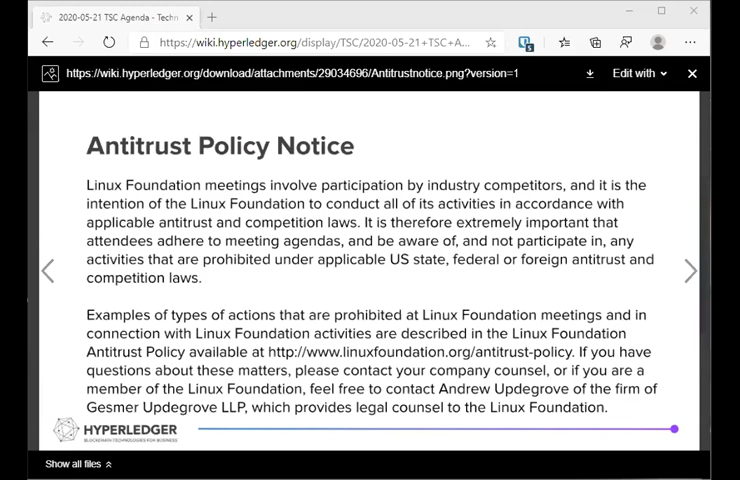 2020-05-21 TSC Agenda - Techn
https://wiki.hyperledger.org/display/TSC/2020-05-21+TSC+A...
5
https://wiki.hyperledger.org/download/attachments/29034696/Antitrustnotice.png?version=1
Edit with
Antitrust Policy Notice
Linux Foundation meetings involve participation by industry competitors, and it is the
intention of the Linux Foundation to conduct all of its activities in accordance with
applicable antitrust and competition laws. It is therefore extremely important that
attendees adhere to meeting agendas, and be aware of, and not participate in, any
activities that are prohibited under applicable US state, federal or foreign antitrust and
competition laws.
Examples of types of actions that are prohibited at Linux Foundation meetings and in
connection with Linux Foundation activities are described in the Linux Foundation
Antitrust Policy available at http://www.linuxfoundation.org/antitrust-policy. If you have
questions about these matters, please contact your company counsel, or if you are a
member of the Linux Foundation, feel free to contact Andrew Updegrove of the firm of
Gesmer Updegrove LLP, which provides legal counsel to the Linux Foundation.
HYPERLEDGER
BLOCKCHAIN TECHNOLOGIES FOR BUSINESS
Show all files